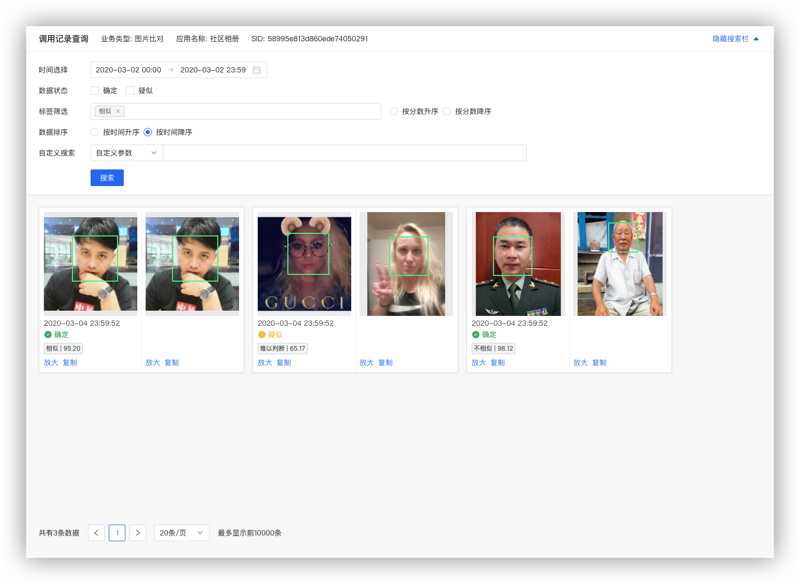 调用记录查询 业务类型: 图片比对 应用名称: 社区相册 SID: 58995e813d860ede74050291 隐藏搜索栏
时间选择 2020-03-02 00:00 → 2020-03-02 23:59
数据状态 确定 疑似
标签筛选 相似 × 按分数升序 按分数降序
数据排序 按时间升序 按时间降序
自定义搜索 自定义参数
搜索
GUCCI
2020-03-04 23:59:52
确定
相似 | 95.20
放大 复制 放大 复制
2020-03-04 23:59:52
疑似
难以判断 | 65.17
放大 复制 放大 复制
2020-03-04 23:59:52
确定
不相似 | 98.12
放大 复制 放大 复制
共有3条数据 < 1 > 20条/页 最多显示前10000条